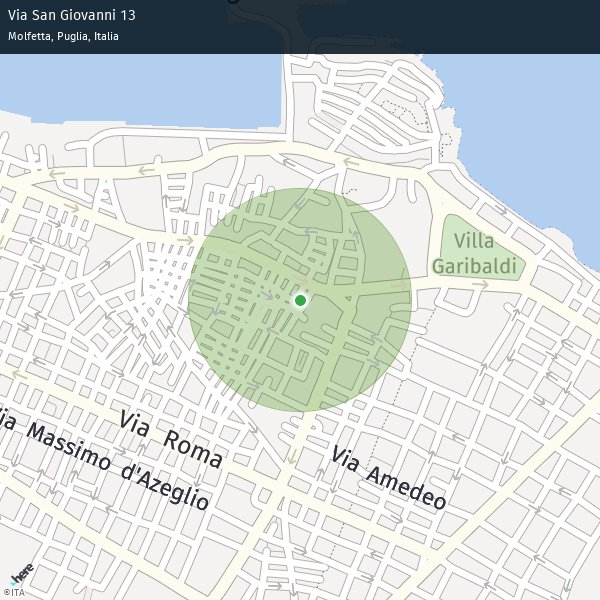 Via San Giovanni 13
Molfetta, Puglia, Italia
Villa
Garibaldi
Via Roma
Via Massimo d'Azeglio
Via Amedeo
here
©ITA